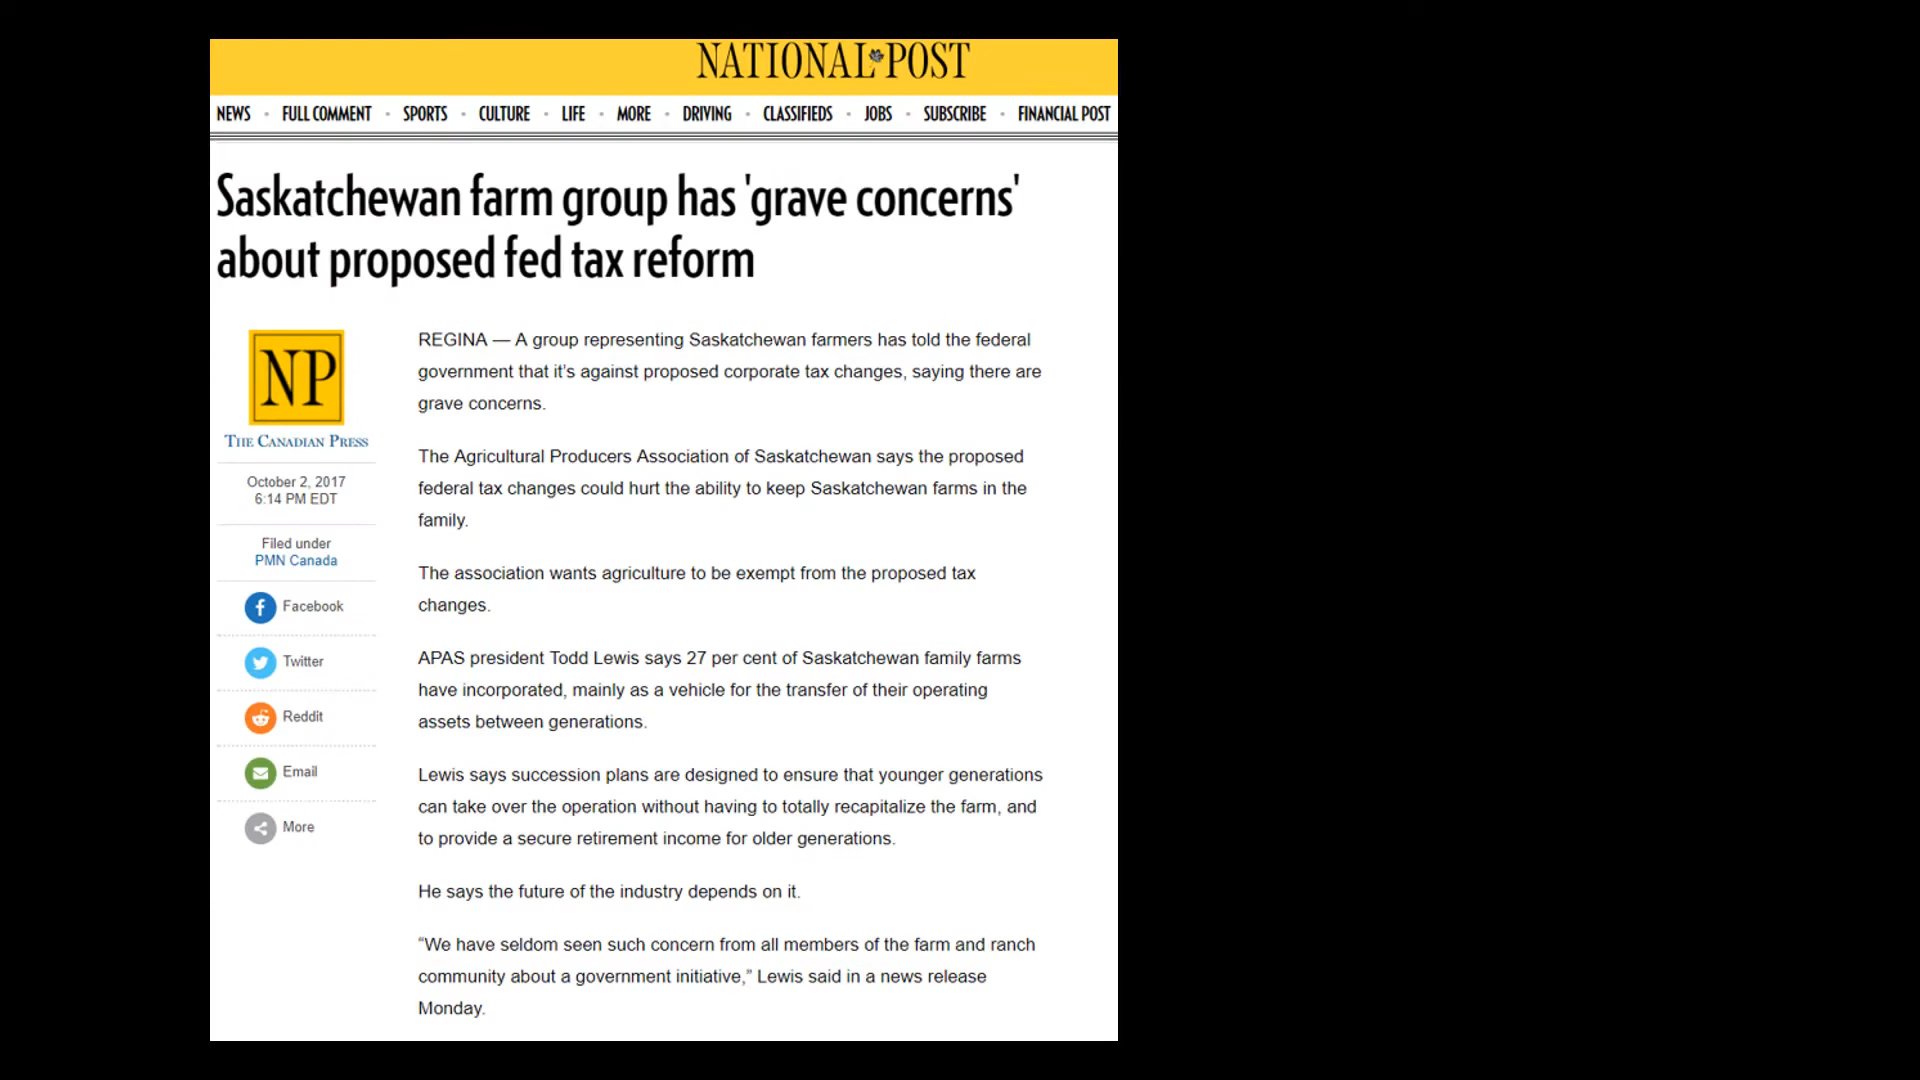 NATIONAL POST
NEWS • FULL COMMENT • SPORTS • CULTURE • LIFE • MORE • DRIVING • CLASSIFIEDS • JOBS • SUBSCRIBE • FINANCIAL POST
Saskatchewan farm group has 'grave concerns'
about proposed fed tax reform
NP
THE CANADIAN PRESS
October 2, 2017
6:14 PM EDT
Filed under
PMN Canada
Facebook
Twitter
Reddit
Email
More
REGINA — A group representing Saskatchewan farmers has told the federal
government that it’s against proposed corporate tax changes, saying there are
grave concerns.
The Agricultural Producers Association of Saskatchewan says the proposed
federal tax changes could hurt the ability to keep Saskatchewan farms in the
family.
The association wants agriculture to be exempt from the proposed tax
changes.
APAS president Todd Lewis says 27 per cent of Saskatchewan family farms
have incorporated, mainly as a vehicle for the transfer of their operating
assets between generations.
Lewis says succession plans are designed to ensure that younger generations
can take over the operation without having to totally recapitalize the farm, and
to provide a secure retirement income for older generations.
He says the future of the industry depends on it.
“We have seldom seen such concern from all members of the farm and ranch
community about a government initiative,” Lewis said in a news release
Monday.